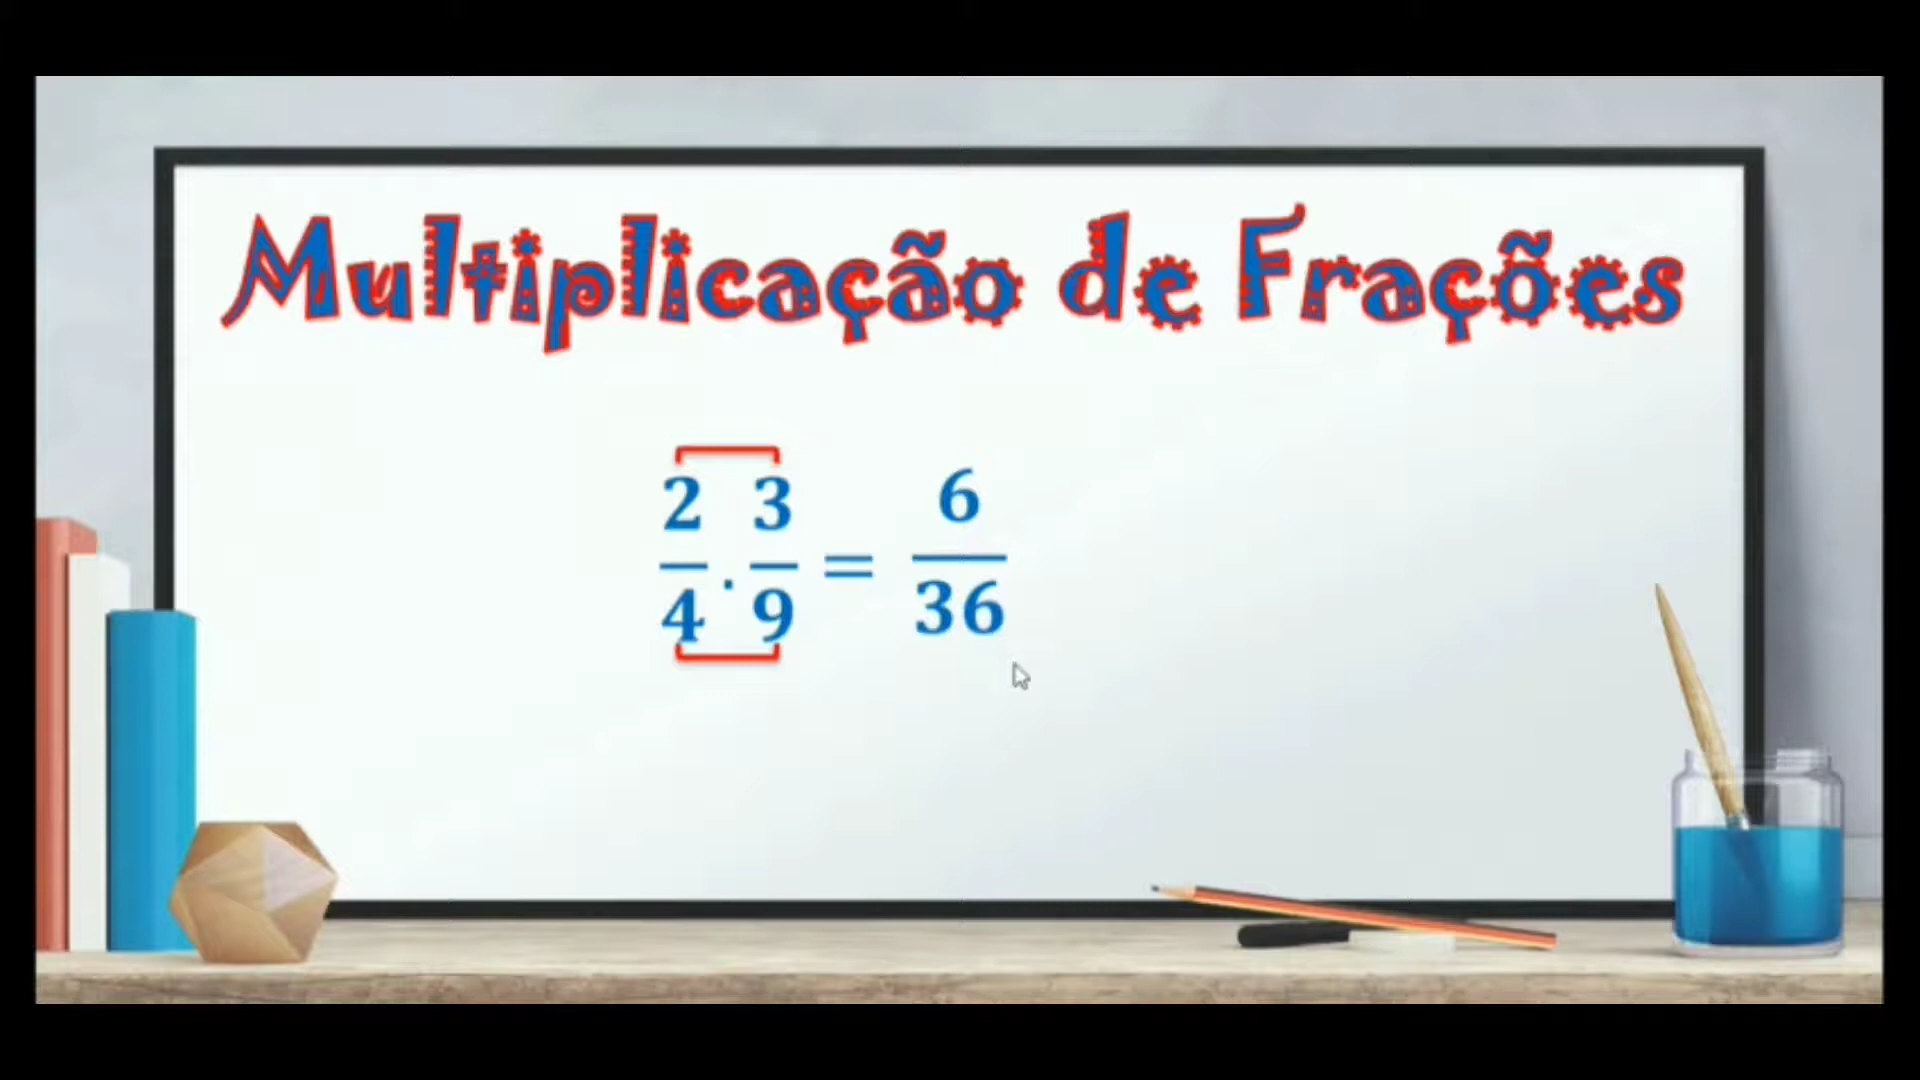 Multiplicação de Frações
2/4 . 3/9 = 6/36